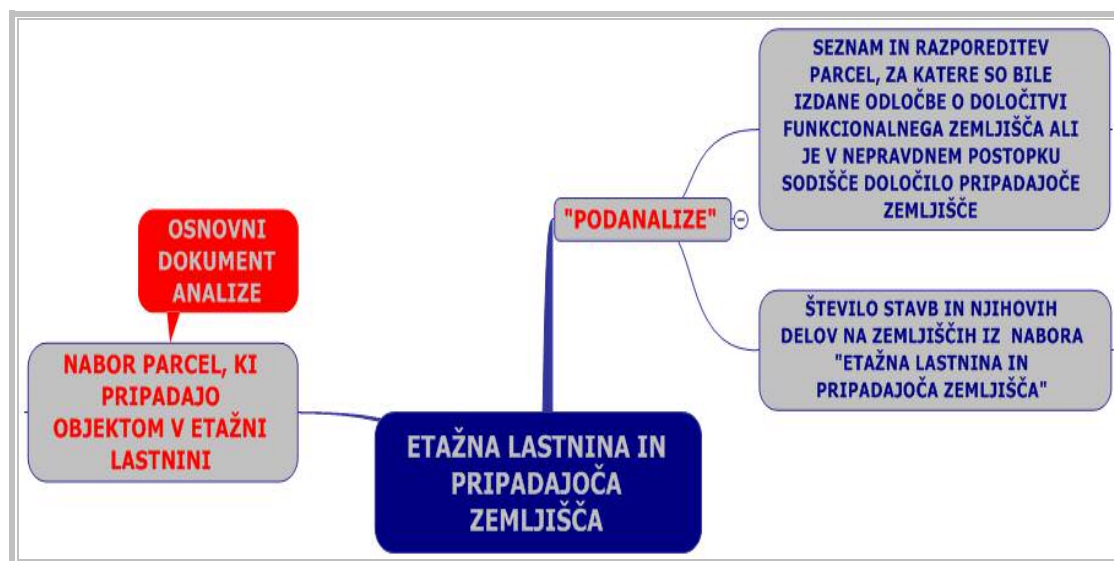 SEZNAM IN RAZPOREDITEV
PARCEL, ZA KATERE SO BILE
IZDANE ODLOČBE O DOLOČITVI
FUNKCIONALNEGA ZEMLJIŠČA ALI
JE V NEPRAVDNEM POSTOPKU
SODIŠČE DOLOČILO PRIPADAJOČE
ZEMLJIŠČE
"PODANALIZE"
OSNOVNI
DOKUMENT
ANALIZE
ŠTEVILO STAVB IN NJIHOVIH
DELOV NA ZEMLJIŠČIH IZ NABORA
"ETAŽNA LASTNINA IN
PRIPADAJOČA ZEMLJIŠČA"
NABOR PARCEL, KI
PRIPADAJO
OBJEKTOM V ETAŽNI
LASTNINI
ETAŽNA LASTNINA IN
PRIPADAJOČA
ZEMLJIŠČA